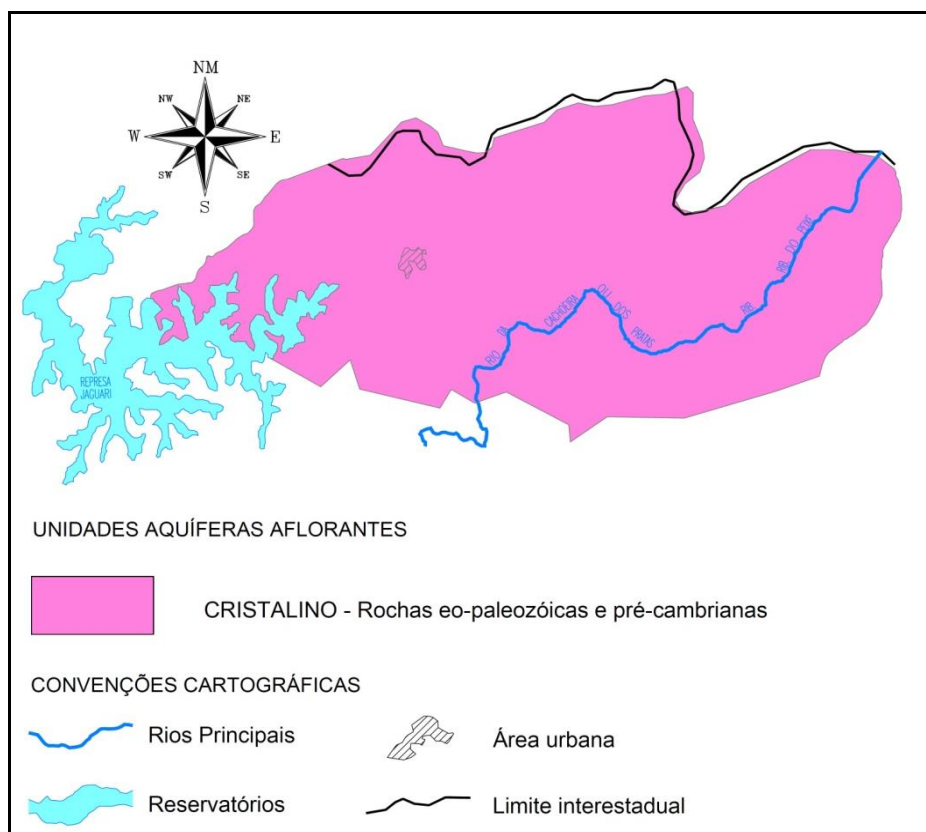 NM
NW
NE
W
E
SW
SE
S
RIO DA CACHOEIRA OU DOS PRATAS
RIB. RIB DO PEIXE
REPRESA
JAGUARI
UNIDADES AQUÍFERAS AFLORANTES
CRISTALINO - Rochas eo-paleozóicas e pré-cambrianas
CONVENÇÕES CARTOGRÁFICAS
Rios Principais
Área urbana
Reservatórios
Limite interestadual